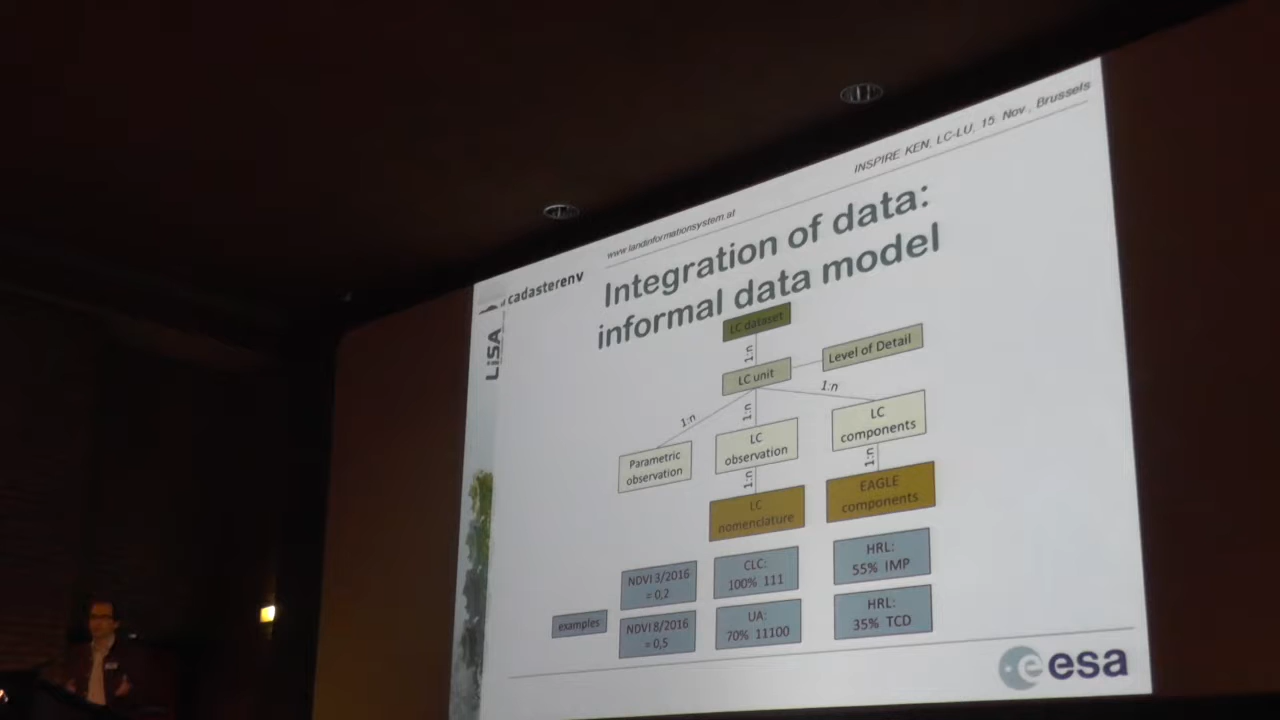 INSPIRE KEN, LC-LU, 15. Nov., Brussels
www.landinformationsystem.at
cadasterenv
LiSA
Integration of data:
informal data model
LC dataset
1:n
LC unit
Level of Detail
1:n
1:n
1:n
Parametric
observation
LC
observation
LC
components
1:n
1:n
LC
nomenclature
EAGLE
components
examples
NDVI 3/2016
= 0,2
CLC:
100% 111
HRL:
55% IMP
NDVI 8/2016
= 0,5
UA:
70% 11100
HRL:
35% TCD
esa